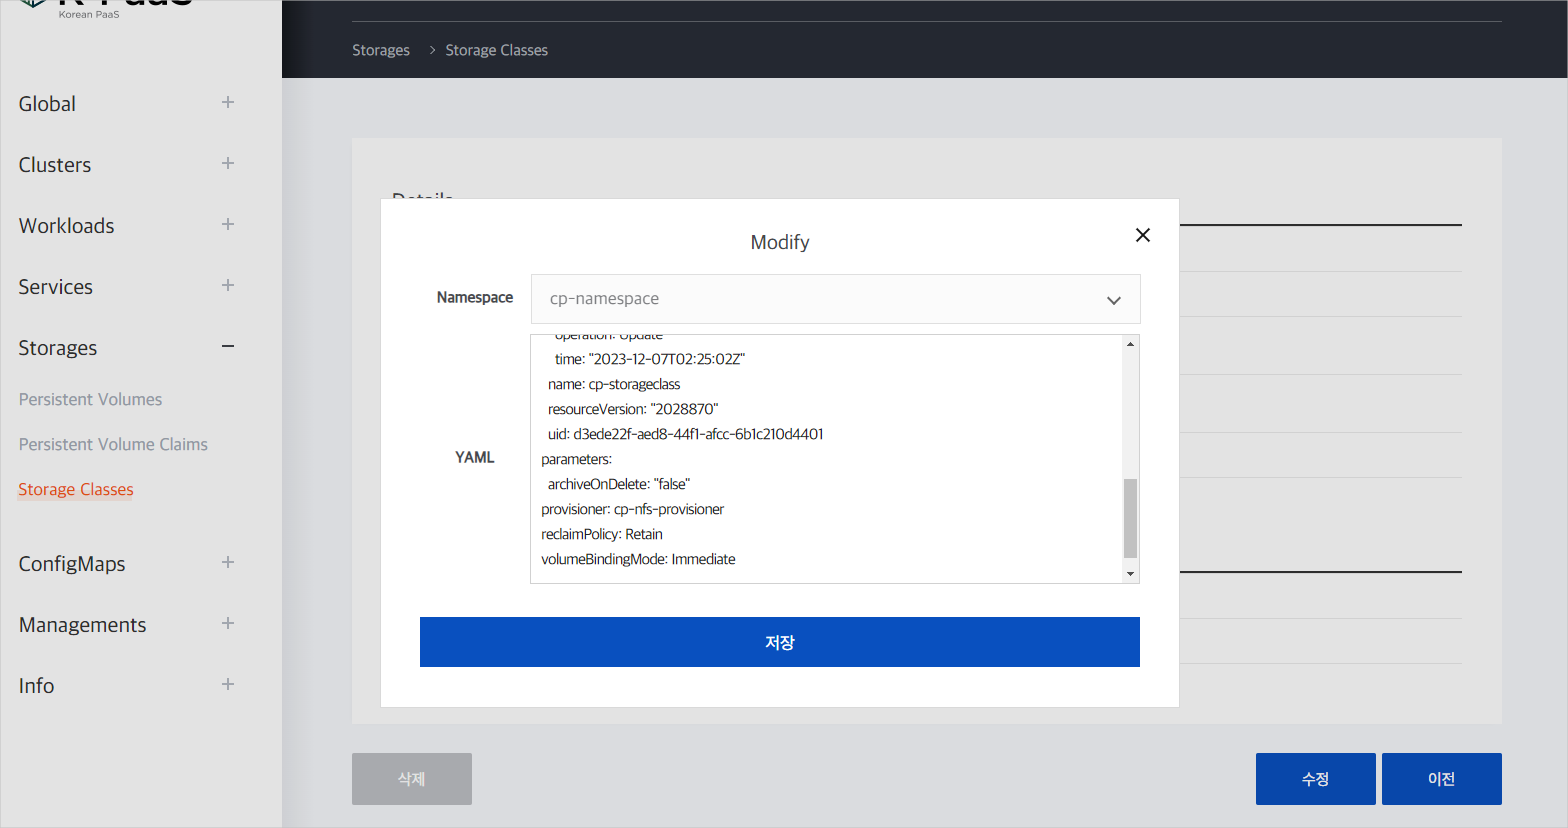 Korean PaaS
Global
Clusters
Workloads
Services
Storages
Persistent Volumes
Persistent Volume Claims
Storage Classes
ConfigMaps
Managements
Info
Storages > Storage Classes
Details
Modify
Namespace
cp-namespace
YAML
operation: Update
time: "2023-12-07T02:25:02Z"
name: cp-storageclass
resourceVersion: "2028870"
uid: d3ede22f-aed8-44f1-afcc-6b1c210d4401
parameters:
archiveOnDelete: "false"
provisioner: cp-nfs-provisioner
reclaimPolicy: Retain
volumeBindingMode: Immediate
저장
삭제
수정
이전